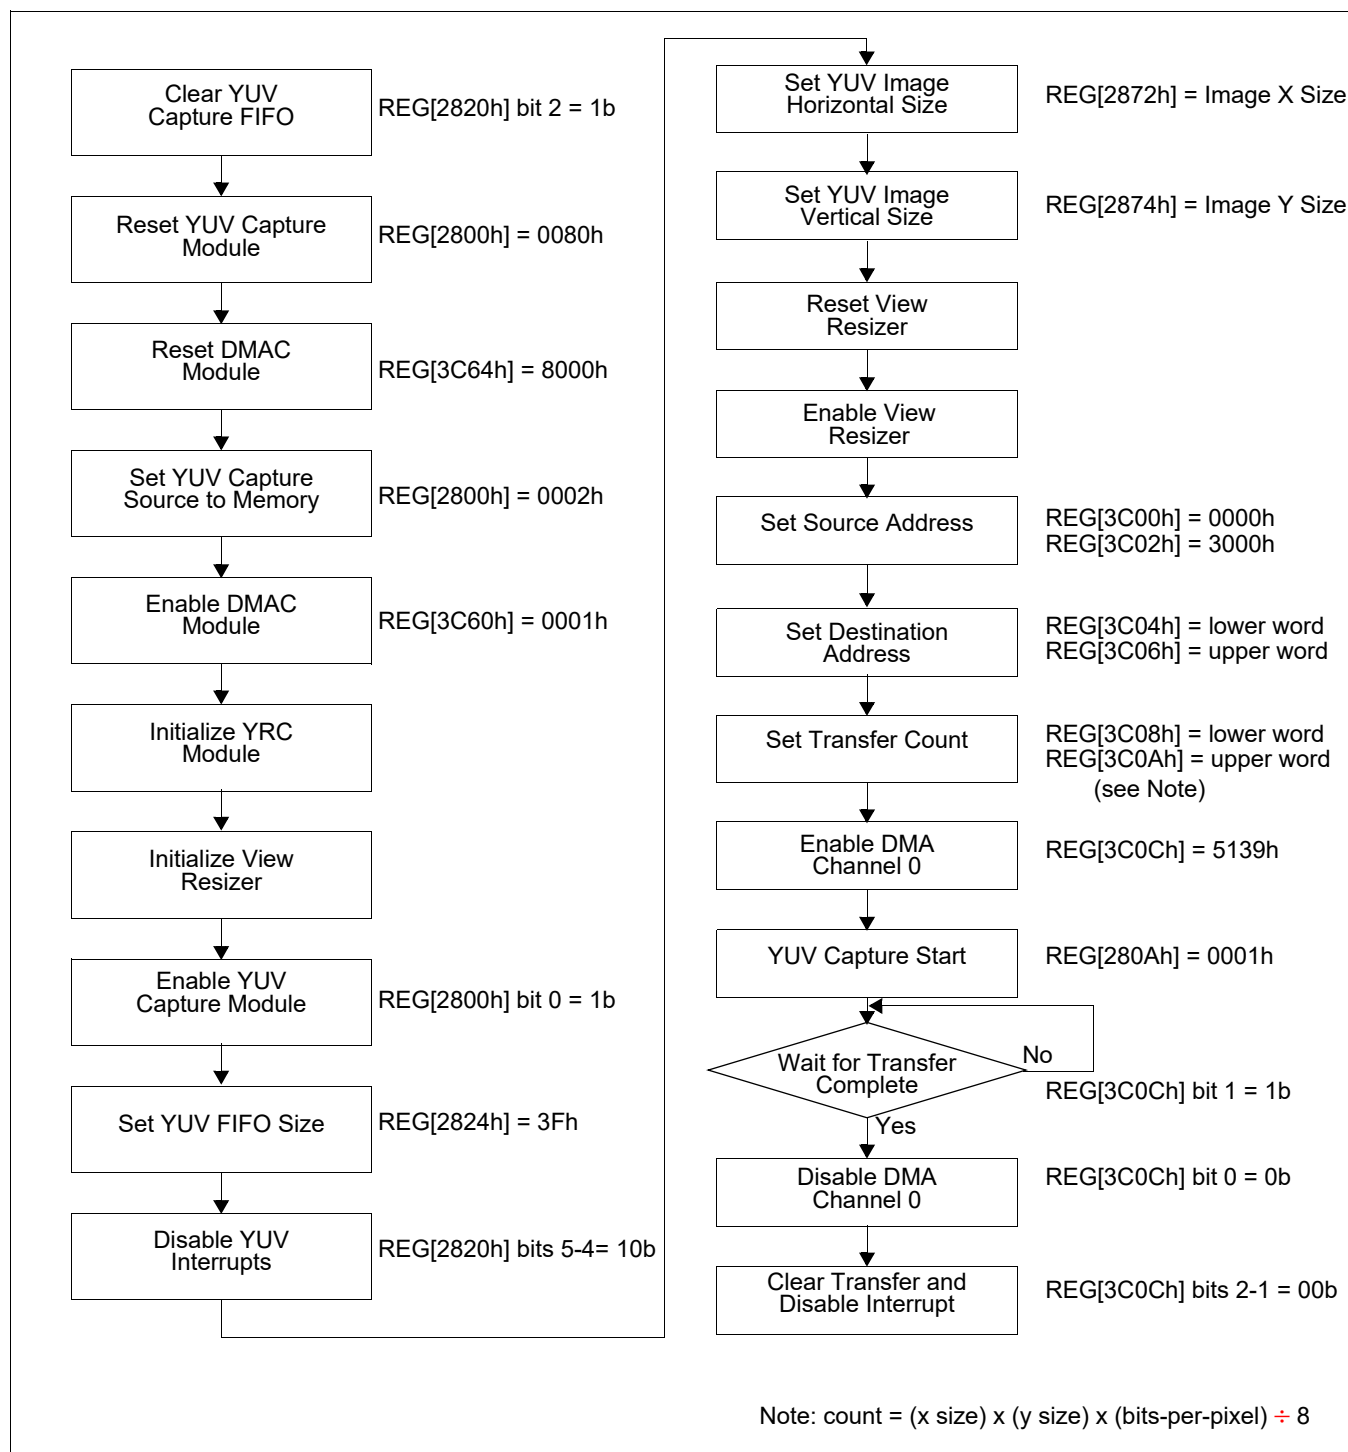 Clear YUV
Capture FIFO
REG[2820h] bit 2 = 1b
Reset YUV Capture
Module
REG[2800h] = 0080h
Reset DMAC
Module
REG[3C64h] = 8000h
Set YUV Capture
Source to Memory
REG[2800h] = 0002h
Enable DMAC
Module
REG[3C60h] = 0001h
Initialize YRC
Module
Initialize View
Resizer
Enable YUV
Capture Module
REG[2800h] bit 0 = 1b
Set YUV FIFO Size
REG[2824h] = 3Fh
Disable YUV
Interrupts
REG[2820h] bits 5-4= 10b
Set YUV Image
Horizontal Size
REG[2872h] = Image X Size
Set YUV Image
Vertical Size
REG[2874h] = Image Y Size
Reset View
Resizer
Enable View
Resizer
Set Source Address
REG[3C00h] = 0000h
REG[3C02h] = 3000h
Set Destination
Address
REG[3C04h] = lower word
REG[3C06h] = upper word
Set Transfer Count
REG[3C08h] = lower word
REG[3C0Ah] = upper word
(see Note)
Enable DMA
Channel 0
REG[3C0Ch] = 5139h
YUV Capture Start
REG[280Ah] = 0001h
Wait for Transfer
Complete
No
REG[3C0Ch] bit 1 = 1b
Yes
Disable DMA
Channel 0
REG[3C0Ch] bit 0 = 0b
Clear Transfer and
Disable Interrupt
REG[3C0Ch] bits 2-1 = 00b
Note: count = (x size) x (y size) x (bits-per-pixel) ÷ 8